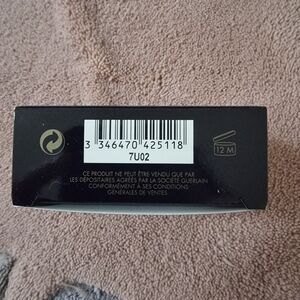 3 346470 425118
7U02
12 M
CE PRODUIT NE PEUT ÊTRE VENDU QUE PAR
LES DÉPOSITAIRES AGRÉÉS PAR LA SOCIÉTÉ GUERLAIN
CONFORMÉMENT À SES CONDITIONS
GÉNÉRALES DE VENTES.